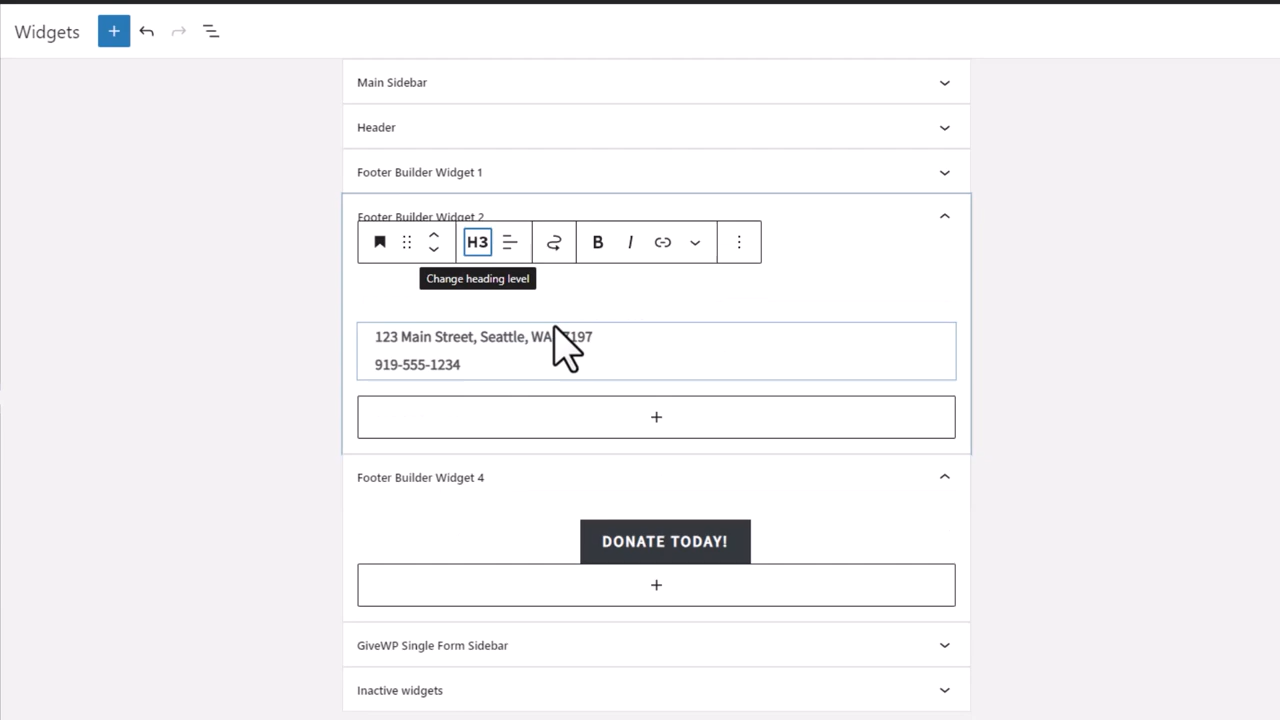 Widgets
Main Sidebar
Header
Footer Builder Widget 1
Footer Builder Widget 2
H3
B
I
Change heading level
123 Main Street, Seattle, WA 7197
919-555-1234
Footer Builder Widget 4
DONATE TODAY!
GiveWP Single Form Sidebar
Inactive widgets